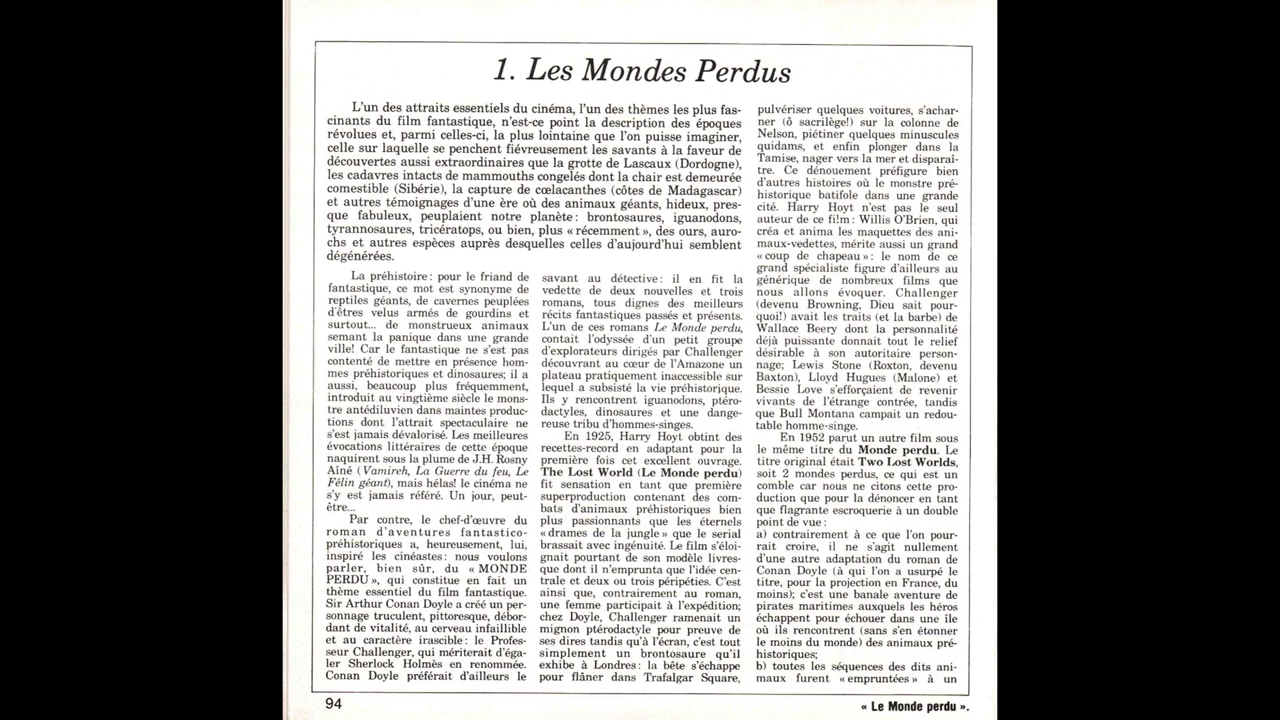 1. Les Mondes Perdus
L'un des attraits essentiels du cinéma, l'un des thèmes les plus fas-
cinants du film fantastique, n'est-ce point la description des époques
révolues et, parmi celles-ci, la plus lointaine que l'on puisse imaginer,
celle sur laquelle se penchent fiévreusement les savants à la faveur de
découvertes aussi extraordinaires que la grotte de Lascaux (Dordogne),
les cadavres intacts de mammouths congelés dont la chair est demeurée
comestible (Sibérie), la capture de cœlacanthes (côtes de Madagascar)
et autres témoignages d'une ère où des animaux géants, hideux, pres-
que fabuleux, peuplaient notre planète : brontosaures, iguanodons,
tyrannosaures, tricératops, ou bien, plus « récemment », des ours, auro-
chs et autres espèces auprès desquelles celles d'aujourd'hui semblent
dégénérées.
La préhistoire : pour le friand de
fantastique, ce mot est synonyme de
reptiles géants, de cavernes peuplées
d'êtres velus armés de gourdins et
surtout... de monstrueux animaux
semant la panique dans une grande
ville! Car le fantastique ne s'est pas
contenté de mettre en présence hom-
mes préhistoriques et dinosaures; il a
aussi, beaucoup plus fréquemment,
introduit au vingtième siècle le mons-
tre antédiluvien dans maintes produc-
tions dont l'attrait spectaculaire ne
s'est jamais dévalorisé. Les meilleures
évocations littéraires de cette époque
naquirent sous la plume de J.H. Rosny
Aîné (Vamireh, La Guerre du feu, Le
Félin géant), mais hélas! le cinéma ne
s'y est jamais référé. Un jour, peut-
être...
Par contre, le chef-d'œuvre du
roman d'aventures fantastico-
préhistoriques a, heureusement, lui,
inspiré les cinéastes : nous voulons
parler, bien sûr, du « MONDE
PERDU », qui constitue en fait un
thème essentiel du film fantastique.
Sir Arthur Conan Doyle a créé un per-
sonnage truculent, pittoresque, débor-
dant de vitalité, au cerveau infaillible
et au caractère irascible : le Profes-
seur Challenger, qui mériterait d'éga-
ler Sherlock Holmès en renommée.
Conan Doyle préférait d'ailleurs le
savant au détective : il en fit la
vedette de deux nouvelles et trois
romans, tous dignes des meilleurs
récits fantastiques passés et présents.
L'un de ces romans Le Monde perdu,
contait l'odyssée d'un petit groupe
d'explorateurs dirigés par Challenger
découvrant au cœur de l'Amazone un
plateau pratiquement inaccessible sur
lequel a subsisté la vie préhistorique.
Ils y rencontrent iguanodons, ptéro-
dactyles, dinosaures et une dange-
reuse tribu d'hommes-singes.
En 1925, Harry Hoyt obtint des
recettes-record en adaptant pour la
première fois cet excellent ouvrage.
The Lost World (Le Monde perdu)
fit sensation en tant que première
superproduction contenant des com-
bats d'animaux préhistoriques bien
plus passionnants que les éternels
« drames de la jungle » que le serial
brassait avec ingénuité. Le film s'éloi-
gnait pourtant de son modèle livres-
que dont il n'emprunta que l'idée cen-
trale et deux ou trois péripéties. C'est
ainsi que, contrairement au roman,
une femme participait à l'expédition;
chez Doyle, Challenger ramenait un
mignon ptérodactyle pour preuve de
ses dires tandis qu'à l'écran, c'est tout
simplement un brontosaure qu'il
exhibe à Londres : la bête s'échappe
pour flâner dans Trafalgar Square,
pulvériser quelques voitures, s'achar-
ner (ô sacrilège!) sur la colonne de
Nelson, piétiner quelques minuscules
quidams, et enfin plonger dans la
Tamise, nager vers la mer et disparaî-
tre. Ce dénouement préfigure bien
d'autres histoires où le monstre pré-
historique batifole dans une grande
cité. Harry Hoyt n'est pas le seul
auteur de ce film : Willis O'Brien, qui
créa et anima les maquettes des ani-
maux-vedettes, mérite aussi un grand
« coup de chapeau » : le nom de ce
grand spécialiste figure d'ailleurs au
générique de nombreux films que
nous allons évoquer. Challenger
(devenu Browning, Dieu sait pour-
quoi!) avait les traits (et la barbe) de
Wallace Beery dont la personnalité
déjà puissante donnait tout le relief
désirable à son autoritaire person-
nage; Lewis Stone (Roxton, devenu
Baxton), Lloyd Hugues (Malone) et
Bessie Love s'efforçaient de revenir
vivants de l'étrange contrée, tandis
que Bull Montana campait un redou-
table homme-singe.
En 1952 parut un autre film sous
le même titre du Monde perdu. Le
titre original était Two Lost Worlds,
soit 2 mondes perdus, ce qui est un
comble car nous ne citons cette pro-
duction que pour la dénoncer en tant
que flagrante escroquerie à un double
point de vue :
a) contrairement à ce que l'on pour-
rait croire, il ne s'agit nullement
d'une autre adaptation du roman de
Conan Doyle (à qui l'on a usurpé le
titre, pour la projection en France, du
moins); c'est une banale aventure de
pirates maritimes auxquels les héros
échappent pour échouer dans une île
où ils rencontrent (sans s'en étonner
le moins du monde) des animaux pré-
historiques;
b) toutes les séquences des dits ani-
maux furent « empruntées » à un
94
« Le Monde perdu ».